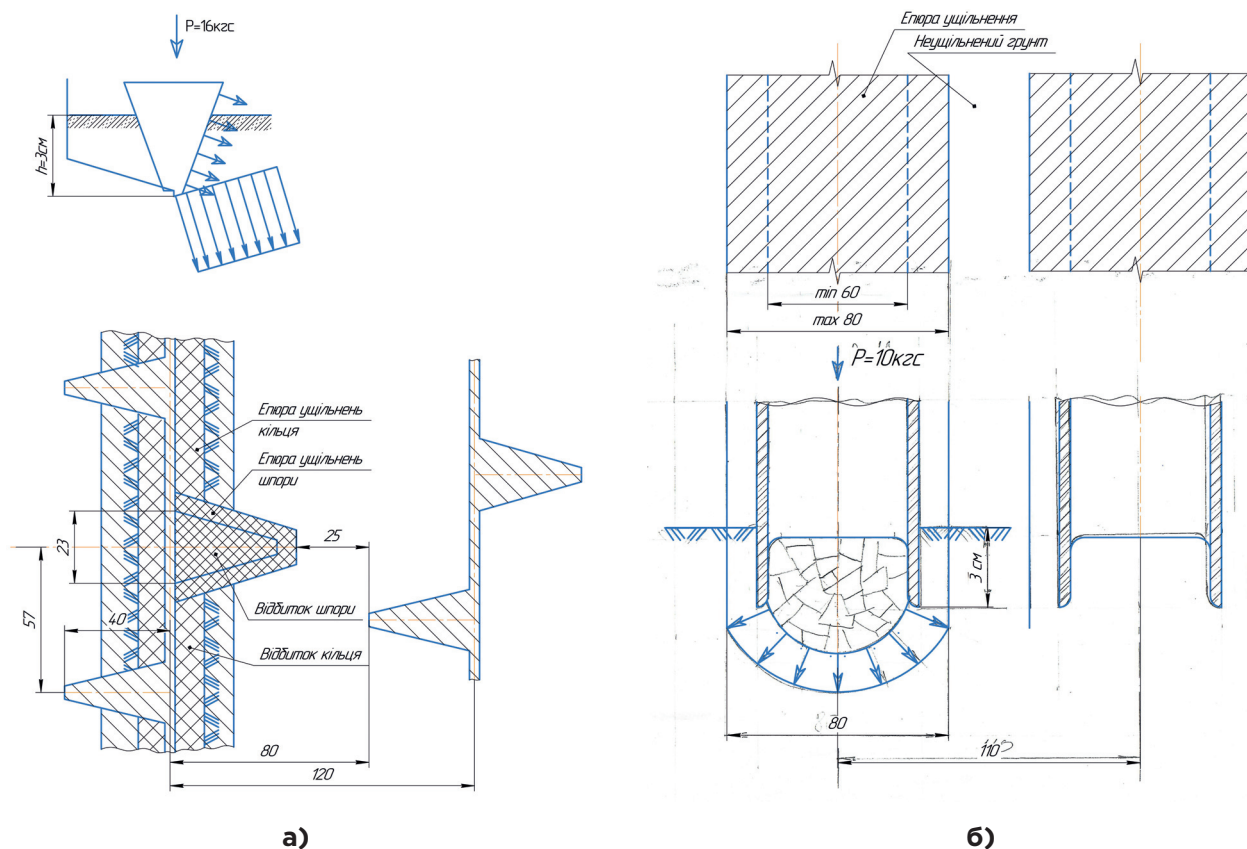 P=16кгс
h=3см
Епюра ущільнень
кільця
Епюра ущільнень
шпори
25
23
57
40
Відбиток шпори
Відбиток кільця
80
120
а)
Епюра ущільнення
Неущільнений грунт
min 60
max 80
P=10кгс
3 см
80
110
б)